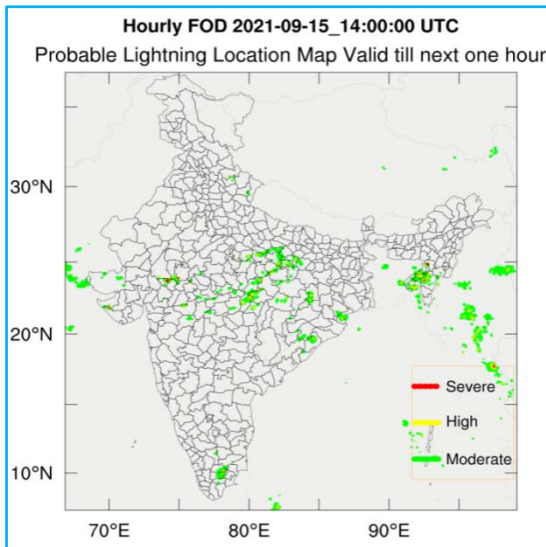 Hourly FOD 2021-09-15_14:00:00 UTC
Probable Lightning Location Map Valid till next one hour
30°N
20°N
10°N
Severe
High
Moderate
70°E 80°E 90°E